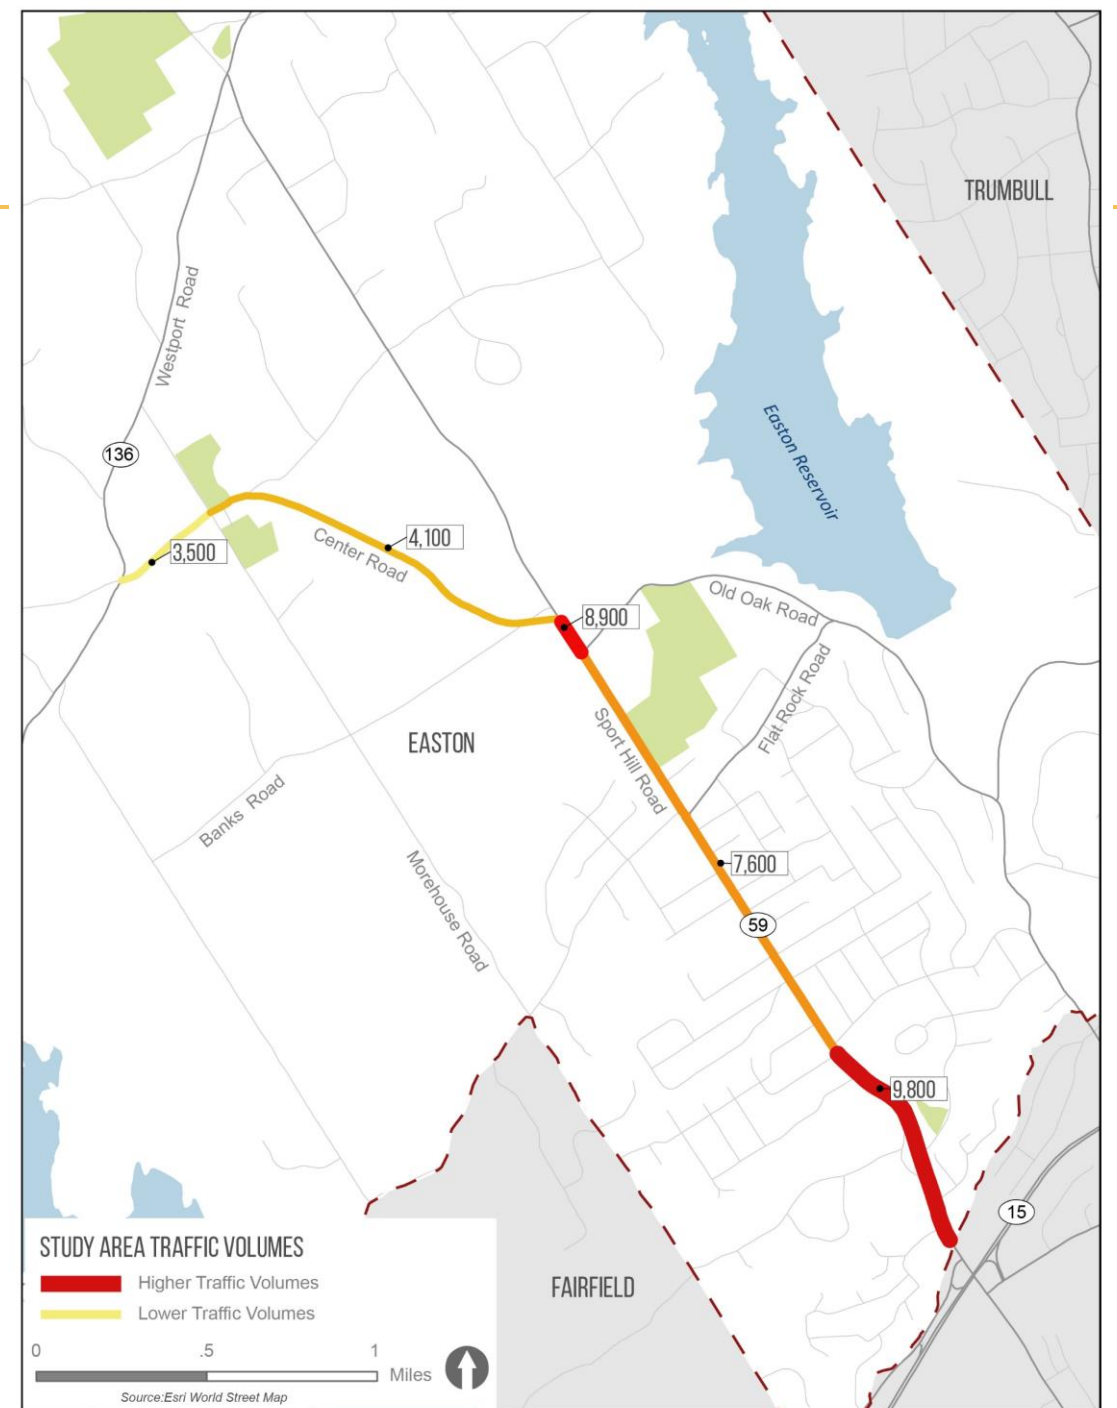 TRUMBULL
Westport Road
Easton Reservoir
136
3,500
4,100
Center Road
8,900
Old Oak Road
Flat Rock Road
Sport Hill Road
EASTON
Banks Road
Morehouse Road
7,600
59
9,800
15
FAIRFIELD
STUDY AREA TRAFFIC VOLUMES
Higher Traffic Volumes
Lower Traffic Volumes
0 .5 1
Miles
Source:Esri World Street Map